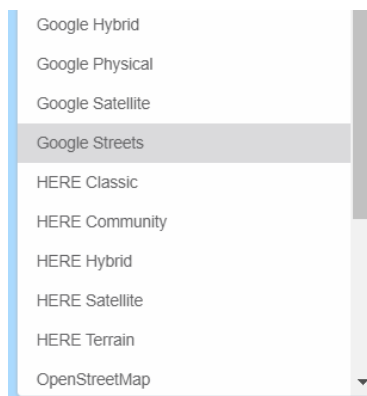 Google Hybrid
Google Physical
Google Satellite
Google Streets
HERE Classic
HERE Community
HERE Hybrid
HERE Satellite
HERE Terrain
OpenStreetMap